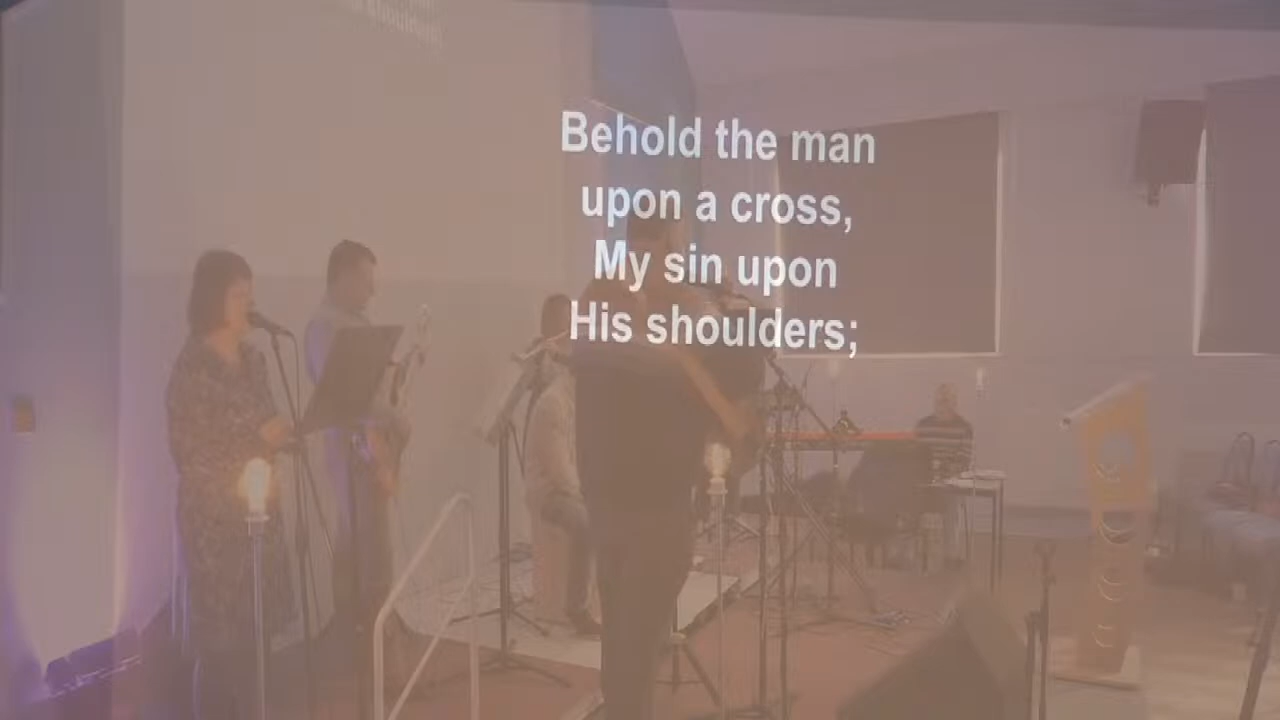 Behold the man
upon a cross,
My sin upon
His shoulders;